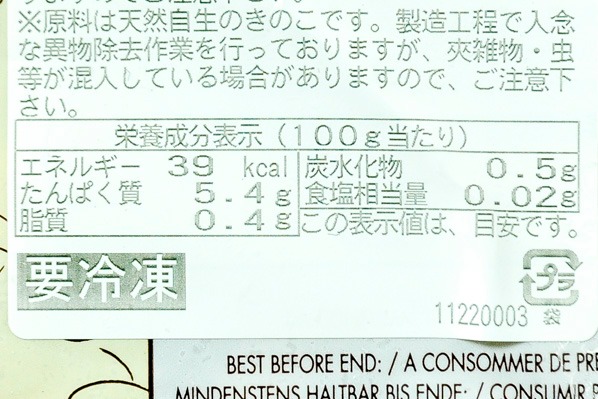 ※原料は天然自生のきのこです。製造工程で入念
な異物除去作業を行っておりますが、夾雑物・虫
等が混入している場合がありますので、ご注意下
さい。
栄養成分表示（100g当たり）
エネルギー 39 kcal 炭水化物 0.5g
たんぱく質 5.4g 食塩相当量 0.02g
脂質 0.4g この表示値は、目安です。
要冷凍
プラ
11220003 袋
BEST BEFORE END: / A CONSOMMER DE PRE
MINDENSTENS HALTBAR BIS ENDE: / CONSUMIR